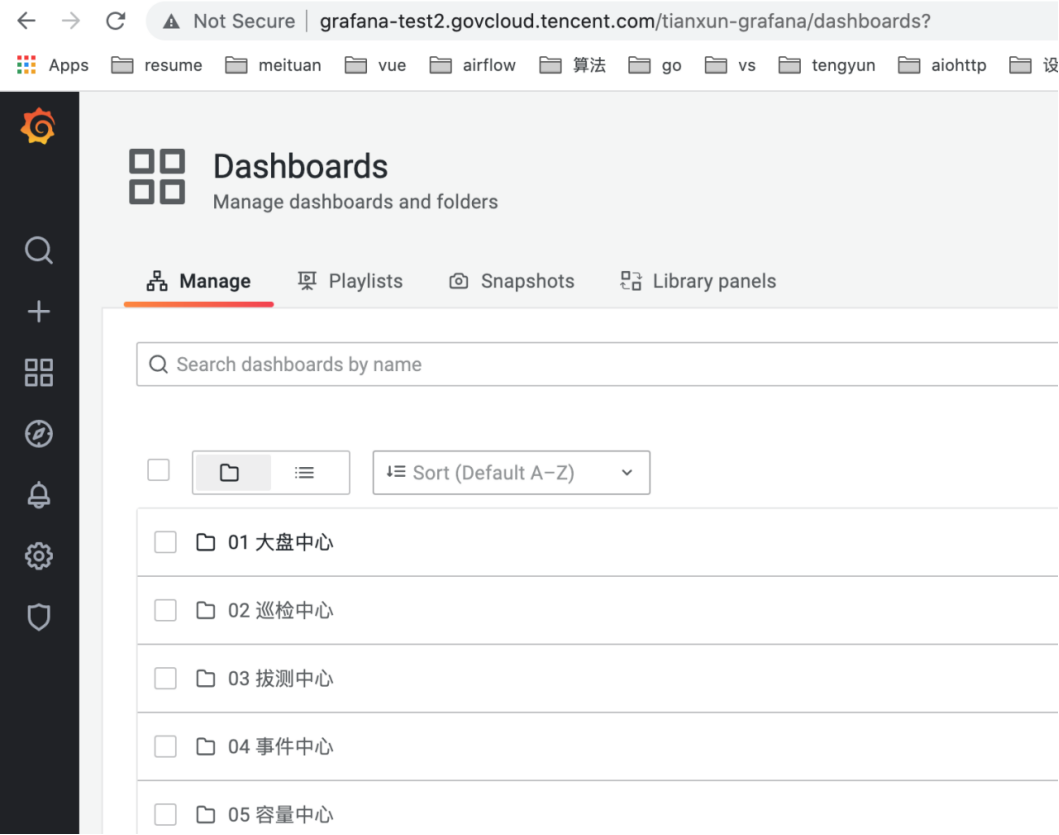 Not Secure grafana-test2.govcloud.tencent.com/tianxun-grafana/dashboards?
Apps resume meituan vue airflow 算法 go vs tengyun aiohttp 设
Dashboards
Manage dashboards and folders
Manage Playlists Snapshots Library panels
Search dashboards by name
Sort (Default A–Z)
01 大盘中心
02 巡检中心
03 拔测中心
04 事件中心
05 容量中心